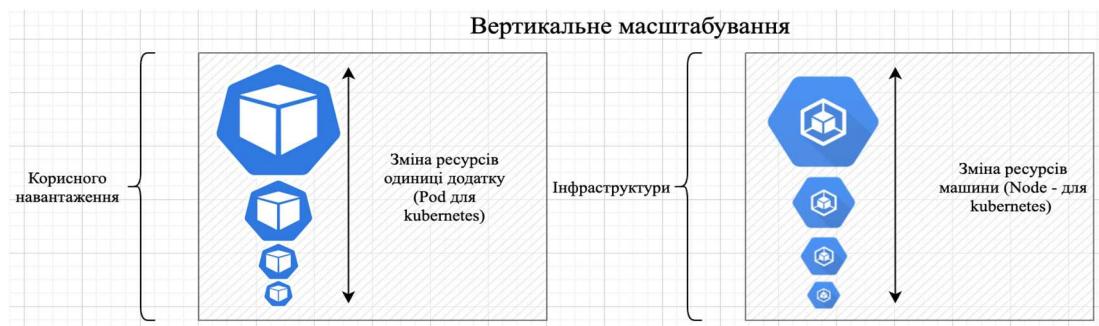 Вертикальне масштабування
Корисного
навантаження
Зміна ресурсів
одиниці додатку
(Pod для
kubernetes)
Інфраструктури
Зміна ресурсів
машини (Node - для
kubernetes)